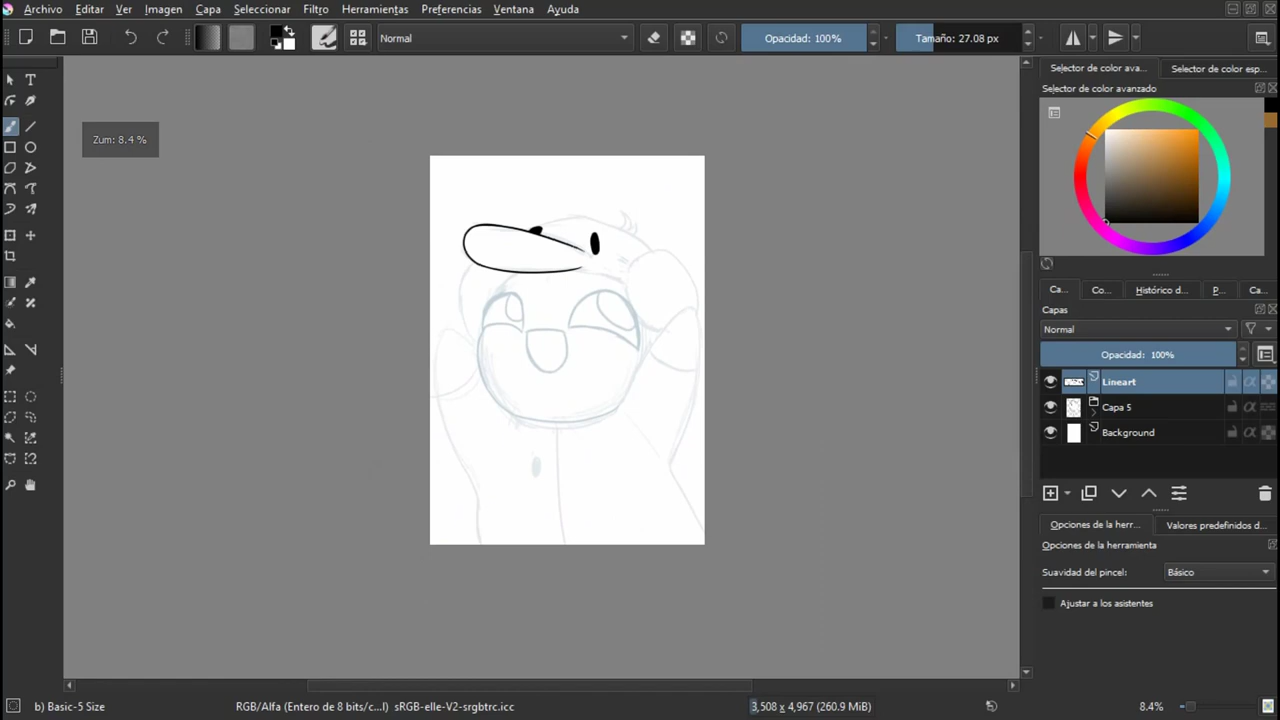 Archivo Editar Ver Imagen Capa Seleccionar Filtro Herramientas Preferencias Ventana Ayuda
Normal Opacidad: 100% Tamaño: 27.08 px
Selector de color ava... Selector de color esp...
Selector de color avanzado
Zum: 8.4 %
Ca... Co... Histórico d... P... Ca...
Capas
Normal
Opacidad: 100%
Lineart
Capa 5
Background
Opciones de la herr... Valores predefinidos d...
Opciones de la herramienta
Suavidad del pincel: Básico
Ajustar a los asistentes
b) Basic-5 Size RGB/Alfa (Entero de 8 bits/c...l) sRGB-elle-V2-srgbtrc.icc 3,508 x 4,967 (260.9 MiB) 8.4%